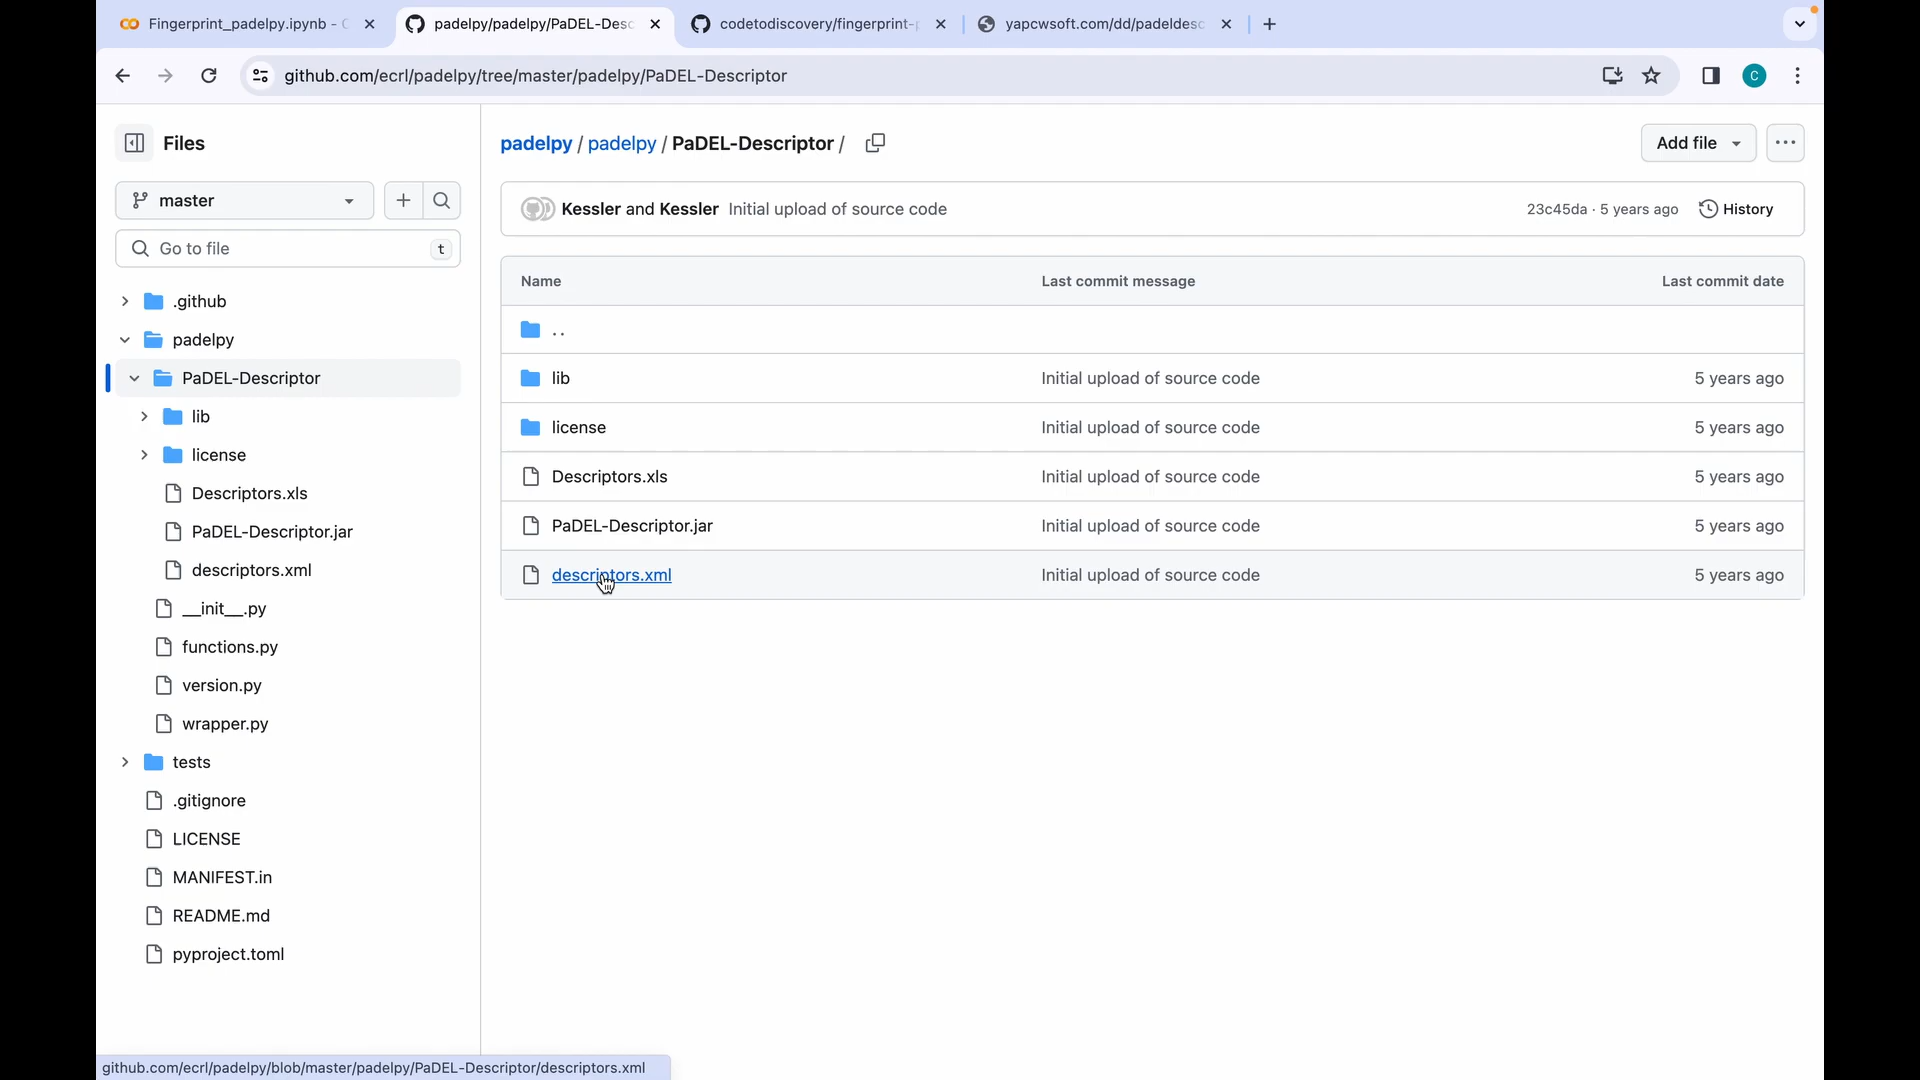 Fingerprint_padelpy.ipynb -
padelpy/padelpy/PaDEL-Desc
codetodiscovery/fingerprint-
yapcwsoft.com/dd/padeldesc
github.com/ecrl/padelpy/tree/master/padelpy/PaDEL-Descriptor
C
Files
master
Go to file
t
.github
padelpy
PaDEL-Descriptor
lib
license
Descriptors.xls
PaDEL-Descriptor.jar
descriptors.xml
__init__.py
functions.py
version.py
wrapper.py
tests
.gitignore
LICENSE
MANIFEST.in
README.md
pyproject.toml
padelpy / padelpy / PaDEL-Descriptor /
Add file
Kessler and Kessler Initial upload of source code
23c45da · 5 years ago
History
Name Last commit message Last commit date
..
lib Initial upload of source code 5 years ago
license Initial upload of source code 5 years ago
Descriptors.xls Initial upload of source code 5 years ago
PaDEL-Descriptor.jar Initial upload of source code 5 years ago
descriptors.xml Initial upload of source code 5 years ago
github.com/ecrl/padelpy/blob/master/padelpy/PaDEL-Descriptor/descriptors.xml